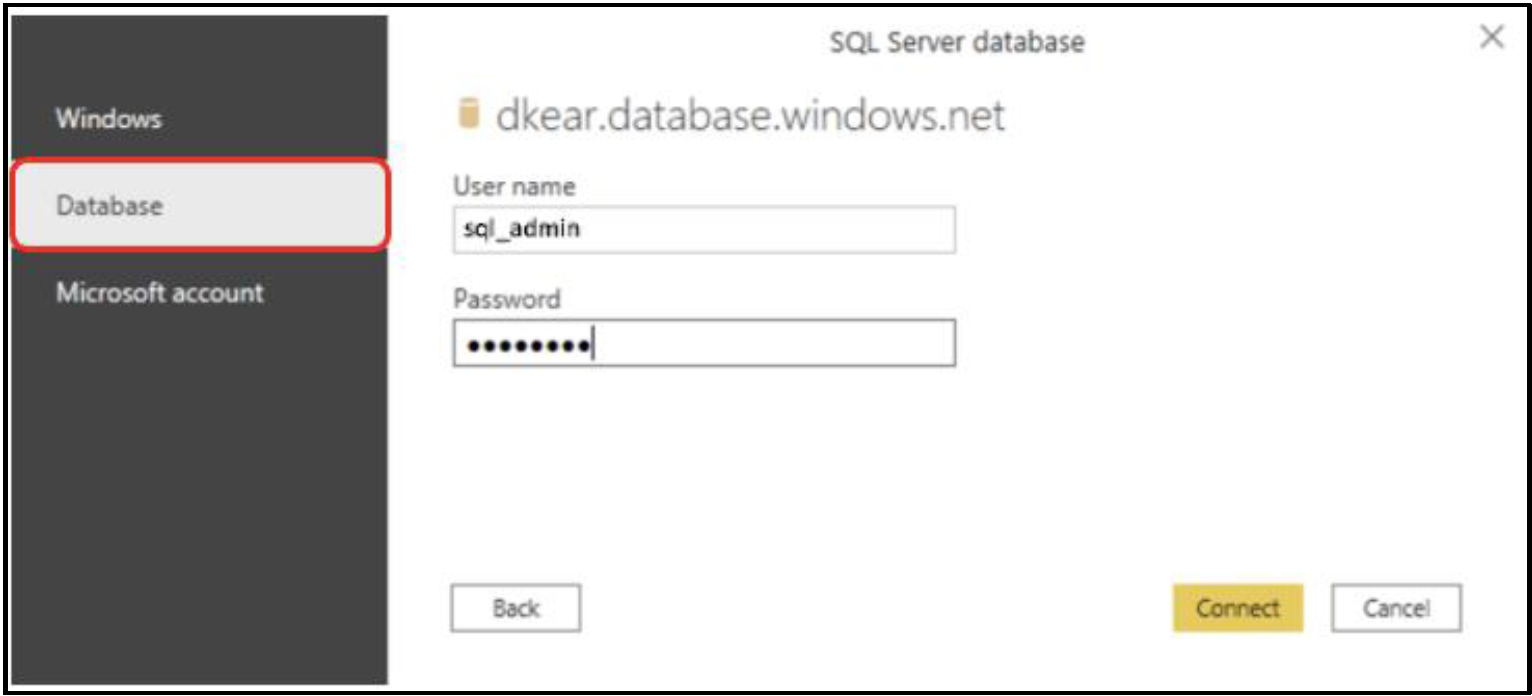 SQL Server database
Windows
Database
Microsoft account
dkear.database.windows.net
User name
sql_admin
Password
••••••••
Back
Connect
Cancel